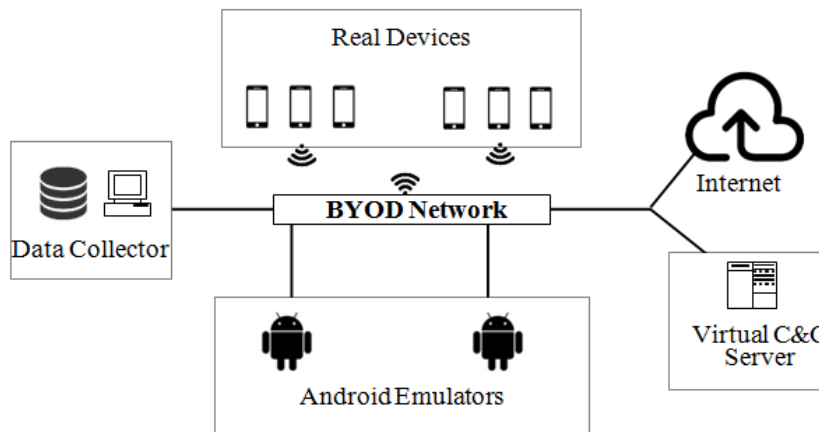 Real Devices
Internet
BYOD Network
Data Collector
Virtual C&C
Server
Android Emulators